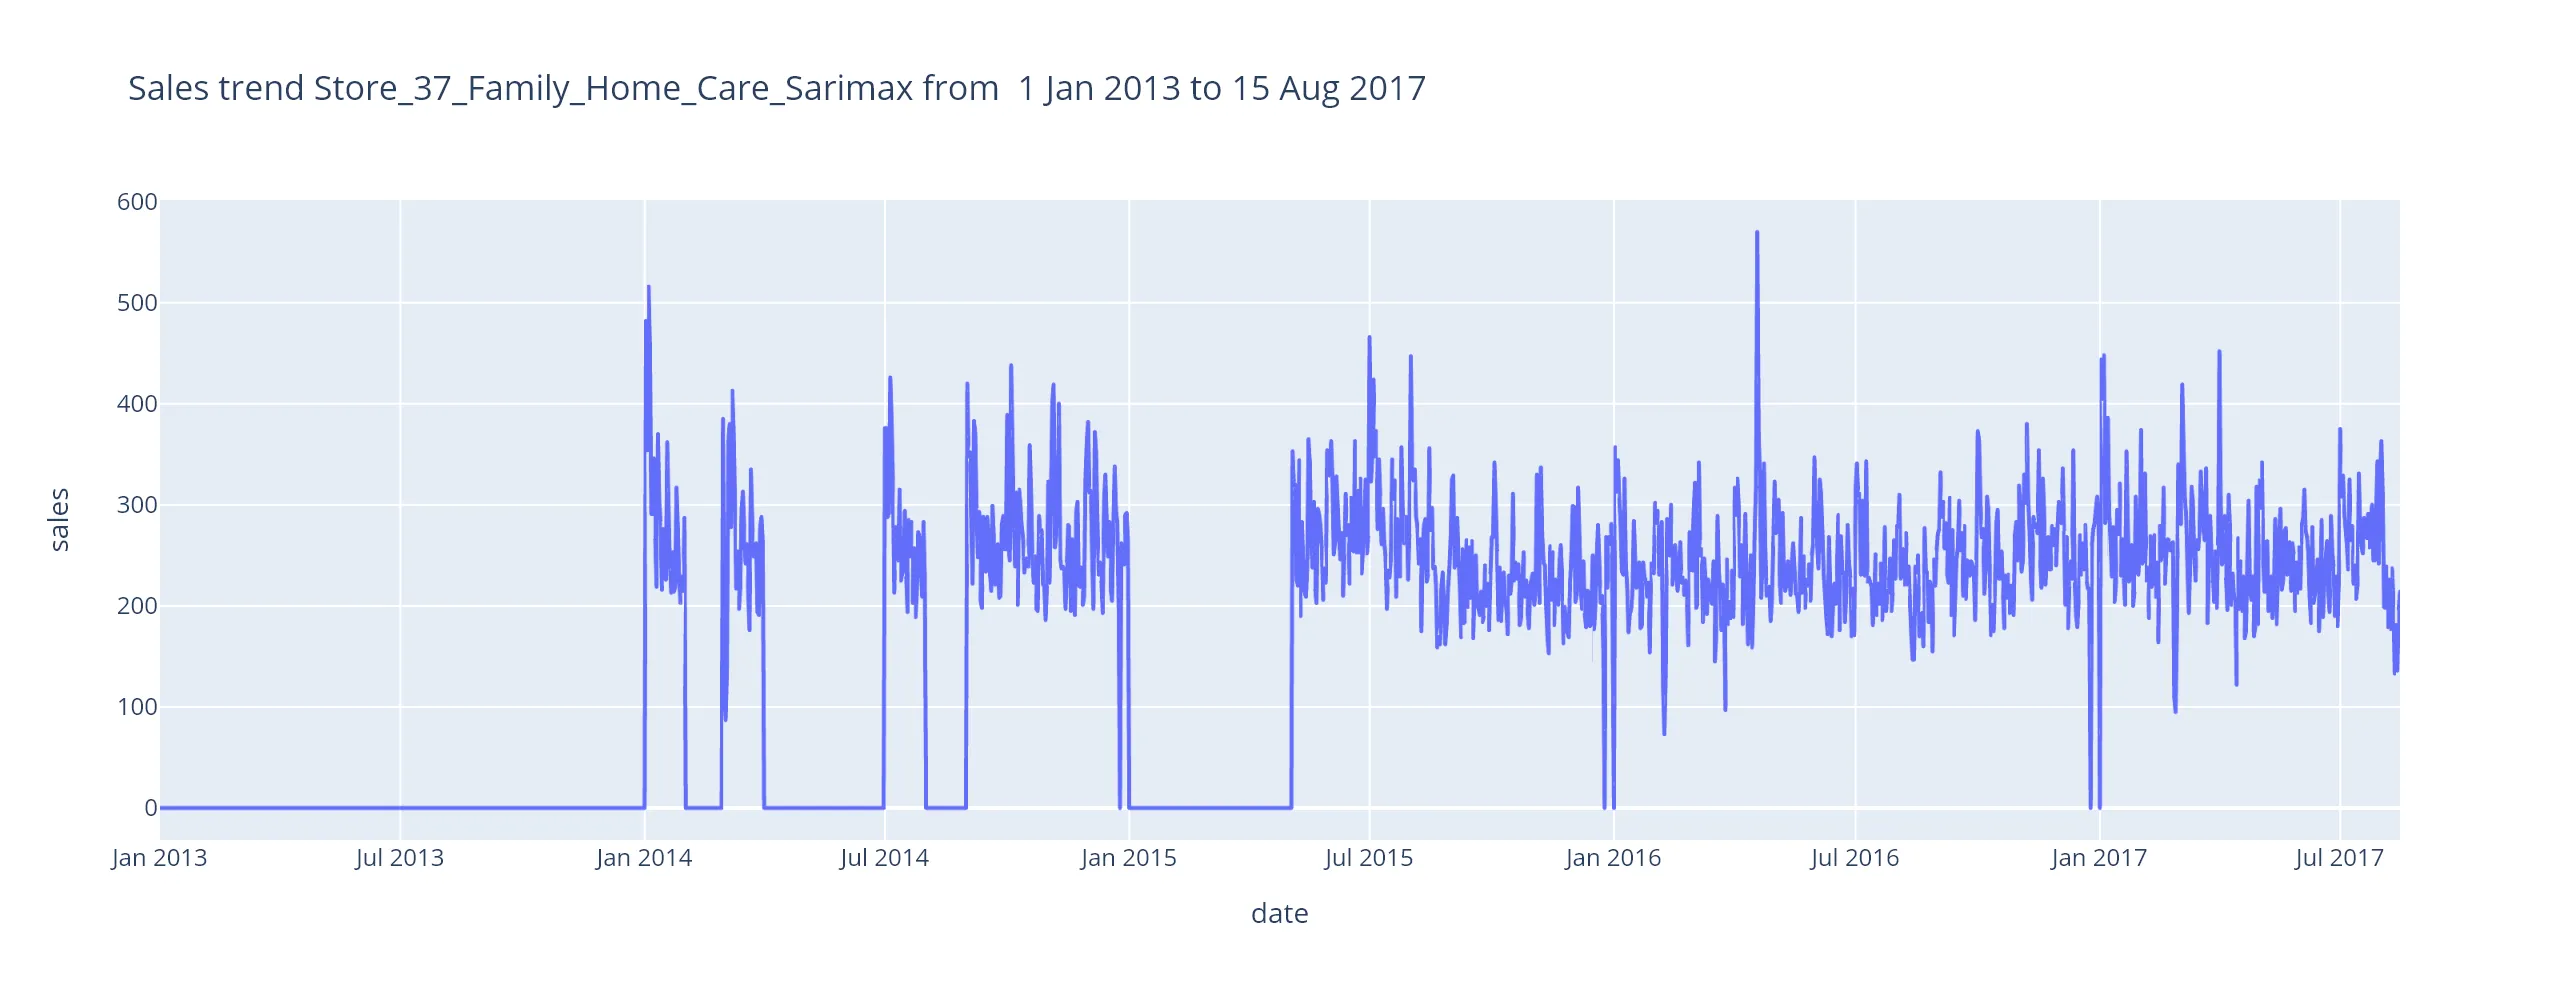 Sales trend Store_37_Family_Home_Care_Sarimax from  1 Jan 2013 to 15 Aug 2017
600
500
400
300
200
100
0
sales
Jan 2013 Jul 2013 Jan 2014 Jul 2014 Jan 2015 Jul 2015 Jan 2016 Jul 2016 Jan 2017 Jul 2017
date